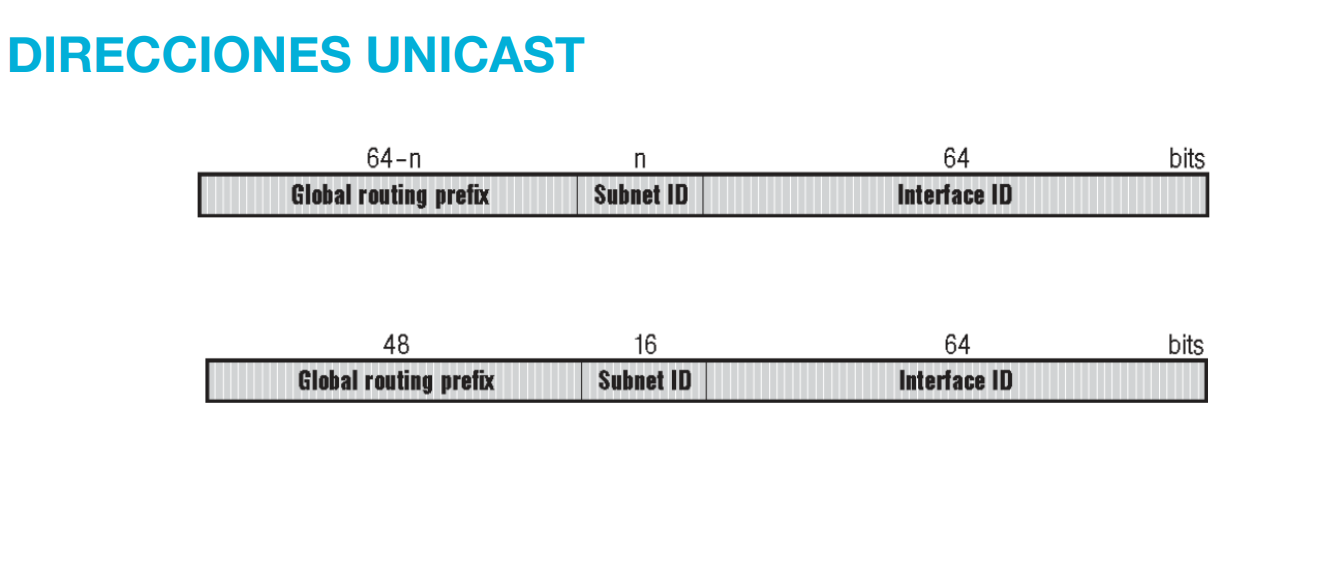 DIRECCIONES UNICAST
64-n n 64 bits
Global routing prefix Subnet ID Interface ID
48 16 64 bits
Global routing prefix Subnet ID Interface ID